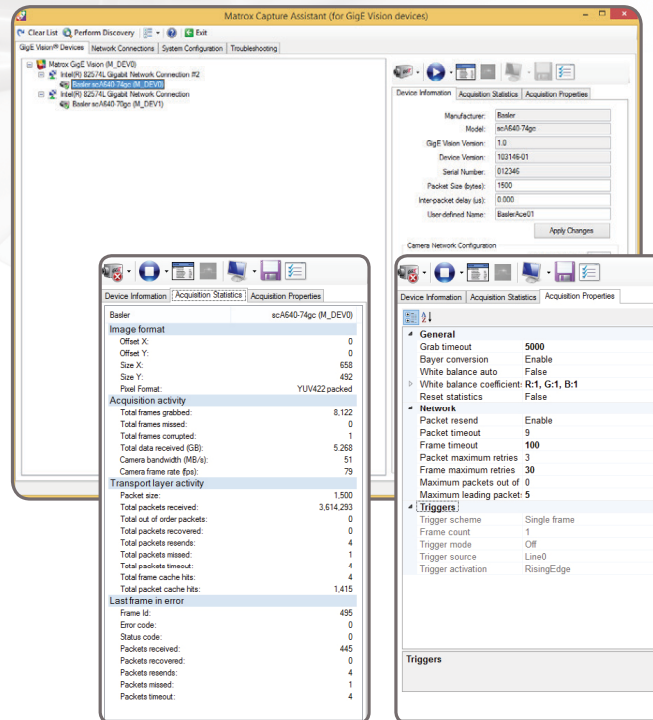 Matrox Capture Assistant (for GigE Vision devices)
Clear List Perform Discovery Exit
GigE Vision® Devices Network Connections System Configuration Troubleshooting
Matrox GigE Vision (M_DEV0)
Intel(R) 82574L Gigabit Network Connection #2
Basler scA640-74gc (M_DEV0)
Intel(R) 82574L Gigabit Network Connection
Basler scA640-70gc (M_DEV1)
Device Information Acquisition Statistics Acquisition Properties
Manufacturer: Basler
Model: scA640-74gc
GigE Vision Version: 1.0
Device Version: 103146-01
Serial Number: 012346
Packet Size (bytes): 1500
Inter-packet delay (us): 0.000
User-defined Name: BaslerAce01
Apply Changes
Camera Network Configuration
Device Information Acquisition Statistics Acquisition Properties
Basler scA640-74gc (M_DEV0)
Image format
Offset X: 0
Offset Y: 0
Size X: 658
Size Y: 492
Pixel Format: YUV422 packed
Acquisition activity
Total frames grabbed: 8,122
Total frames missed: 0
Total frames corrupted: 1
Total data received (GB): 5.268
Camera bandwidth (MB/s): 51
Camera frame rate (fps): 79
Transport layer activity
Packet size: 1,500
Total packets received: 3,614,293
Total out of order packets: 0
Total packets recovered: 0
Total packets resends: 4
Total packets missed: 1
Total packets timeout: 4
Total frame cache hits: 4
Total packet cache hits: 1,415
Last frame in error
Frame Id: 495
Error code: 0
Status code: 0
Packets received: 445
Packets recovered: 0
Packets resends: 4
Packets missed: 1
Packets timeout: 4
Device Information Acquisition Statistics Acquisition Properties
General
Grab timeout 5000
Bayer conversion Enable
White balance auto False
White balance coefficient: R:1, G:1, B:1
Reset statistics False
Network
Packet resend Enable
Packet timeout 9
Frame timeout 100
Packet maximum retries 3
Frame maximum retries 30
Maximum packets out of 0
Maximum leading packet: 5
Triggers
Trigger scheme Single frame
Frame count 1
Trigger mode Off
Trigger source Line0
Trigger activation RisingEdge
Triggers